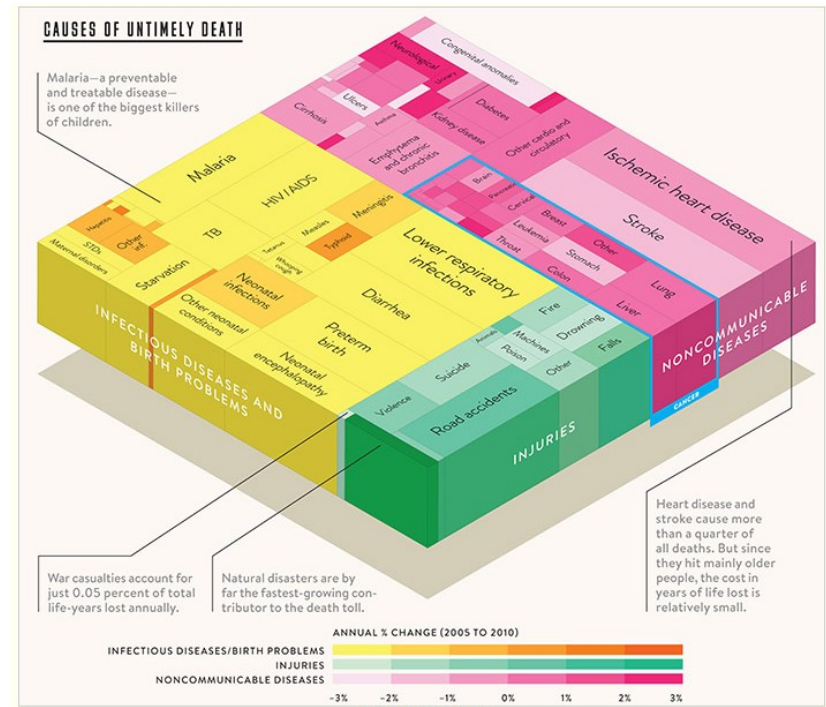 CAUSES OF UNTIMELY DEATH
Malaria—a preventable
and treatable disease—
is one of the biggest killers
of children.
Neurological
Congenital anomalies
Urinary
Ulcers
Cirrhosis
Asthma
Diabetes
Kidney disease
Emphysema
and chronic
bronchitis
Other cardio and
circulatory
Ischemic heart disease
Stroke
Malaria
HIV/AIDS
Meningitis
Hepatitis
Other
inf.
STDs
Maternal disorders
TB
Measles
Typhoid
Tetanus
Whooping
cough
Starvation
Neonatal
infections
Other neonatal
conditions
Lower respiratory
infections
Diarrhea
Preterm
birth
Neonatal
encephalopathy
Brain
Pancreatic
Cervical
Breast
Leukemia
Other
Throat
Stomach
Colon
Lung
Liver
Fire
Animals
Machines
Drowning
Poison
Falls
Other
Suicide
Violence
Road accidents
INFECTIOUS DISEASES AND
BIRTH PROBLEMS
INJURIES
NONCOMMUNICABLE
DISEASES
CANCER
War casualties account for
just 0.05 percent of total
life-years lost annually.
Natural disasters are by
far the fastest-growing con-
tributor to the death toll.
Heart disease and
stroke cause more
than a quarter of
all deaths. But since
they hit mainly older
people, the cost in
years of life lost is
relatively small.
ANNUAL % CHANGE (2005 TO 2010)
INFECTIOUS DISEASES/BIRTH PROBLEMS
INJURIES
NONCOMMUNICABLE DISEASES
-3% -2% -1% 0% 1% 2% 3%